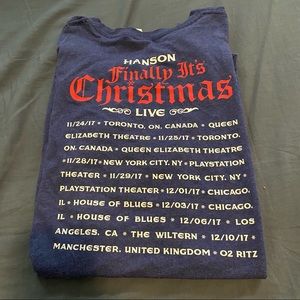 HANSON
Finally It's
Christmas
LIVE
11/24/17 • TORONTO, ON, CANADA • QUEEN
ELIZABETH THEATRE • 11/25/17 • TORONTO,
ON, CANADA • QUEEN ELIZABETH THEATRE
• 11/28/17 • NEW YORK CITY, NY • PLAYSTATION
THEATER • 11/29/17 • NEW YORK CITY, NY •
PLAYSTATION THEATER • 12/01/17 • CHICAGO,
IL • HOUSE OF BLUES • 12/03/17 • CHICAGO,
IL • HOUSE OF BLUES • 12/06/17 • LOS
ANGELES, CA • THE WILTERN • 12/10/17 •
MANCHESTER, UNITED KINGDOM • O2 RITZ